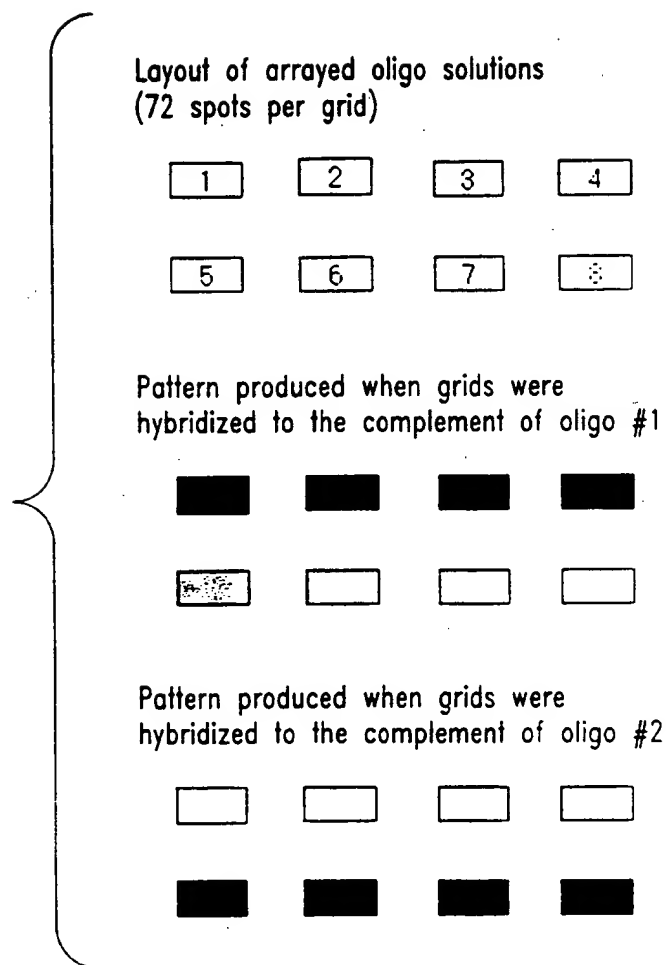 Layout of arrayed oligo solutions
(72 spots per grid)
1 2 3 4
5 6 7 8
Pattern produced when grids were
hybridized to the complement of oligo #1
Pattern produced when grids were
hybridized to the complement of oligo #2